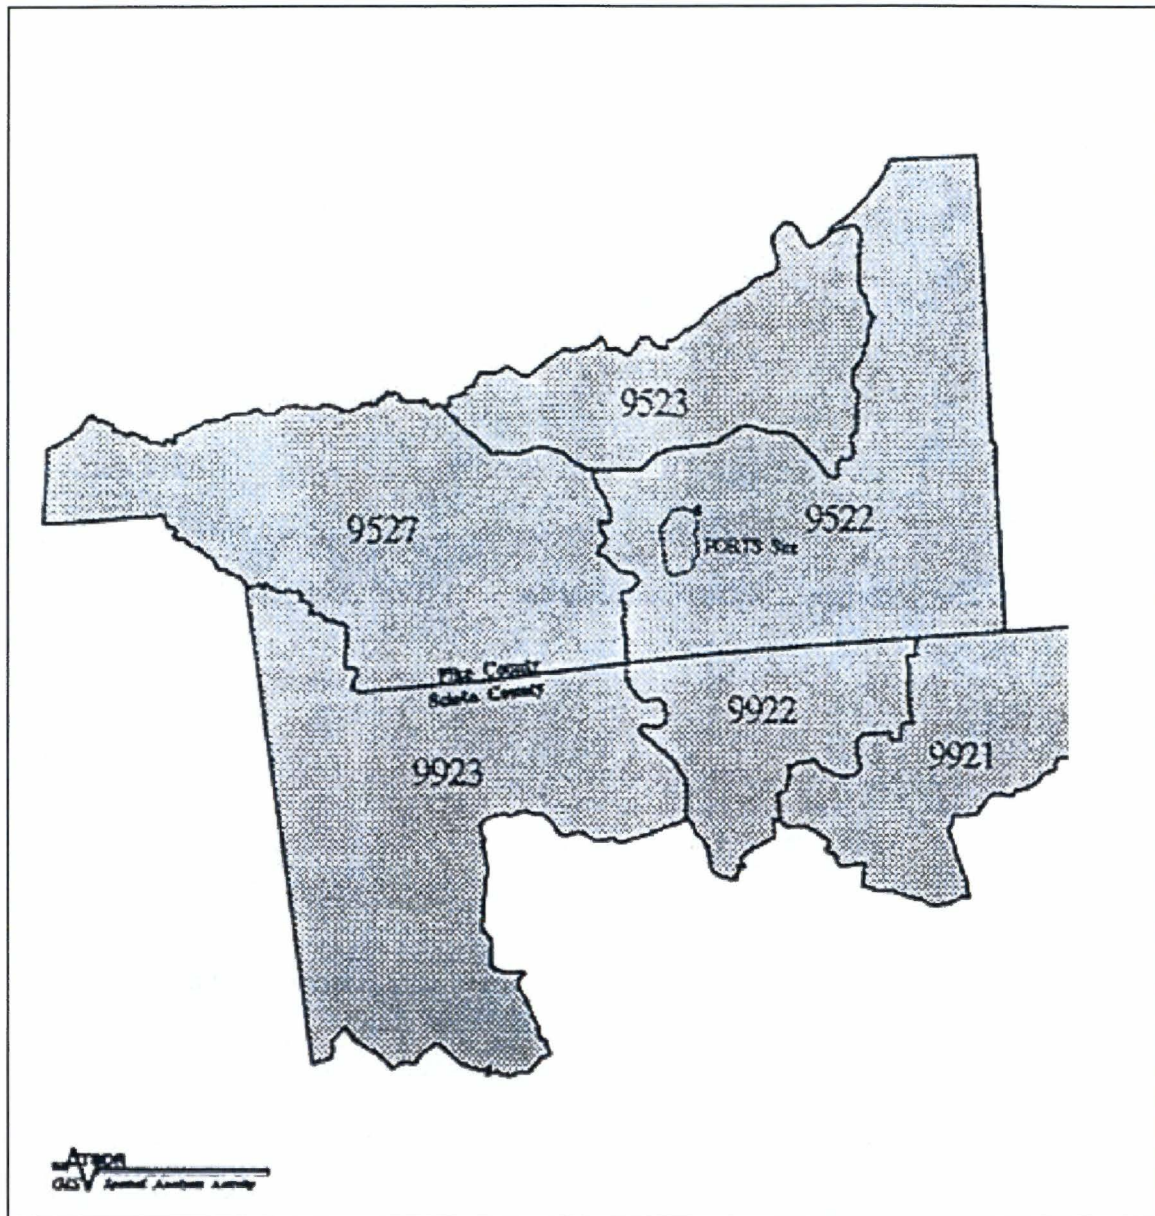 9523
9527
9522
PORTS Site
Pike County
Scioto County
9922
9921
9923
ATSDR
GIS Spatial Analysis Activity